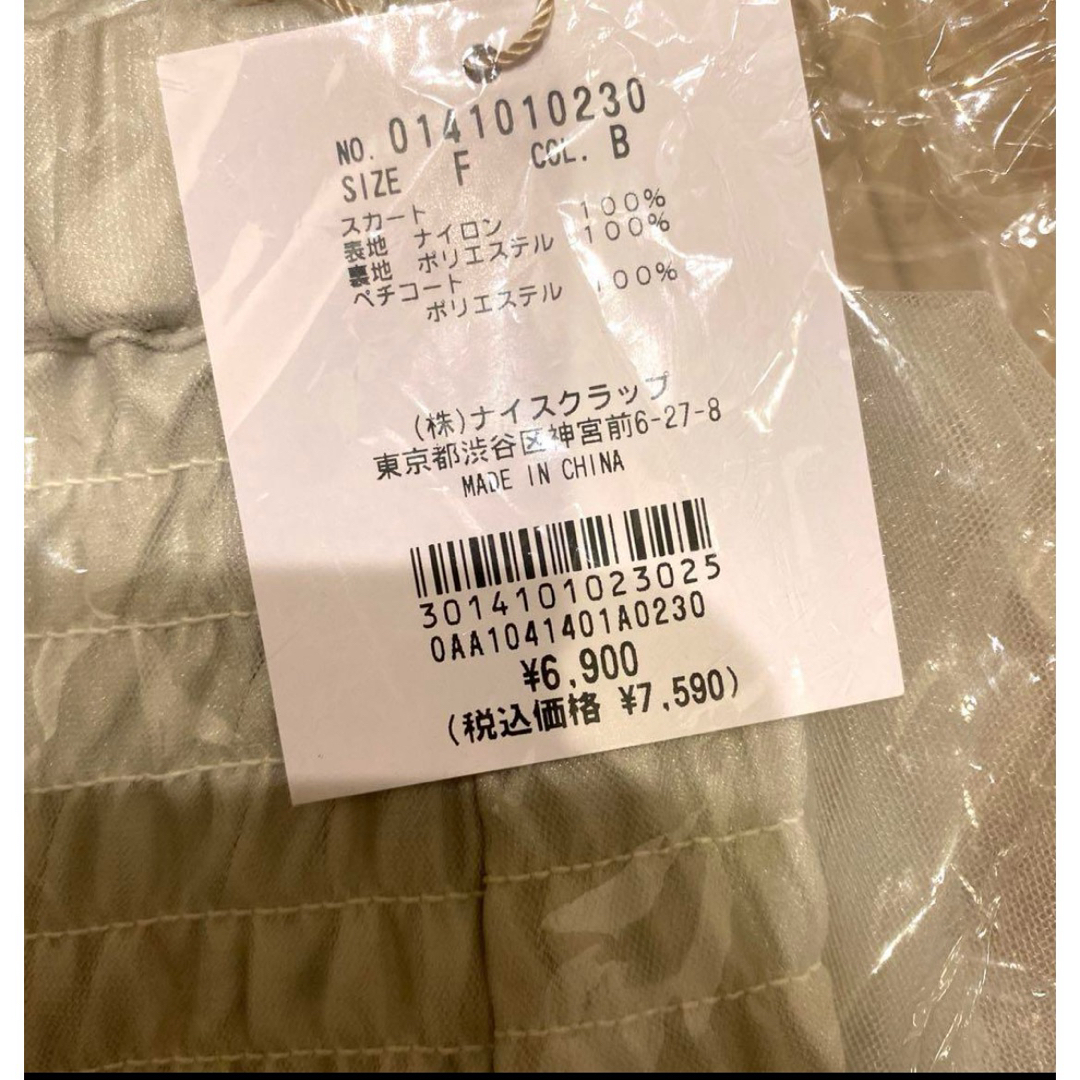 NO. 0141010230
SIZE F COL. B
スカート
表地 ナイロン 100%
裏地 ポリエステル 100%
ペチコート
ポリエステル 100%
(株)ナイスクラップ
東京都渋谷区神宮前6-27-8
MADE IN CHINA
3014101023025
0AA1041401A0230
¥6,900
(税込価格 ¥7,590)